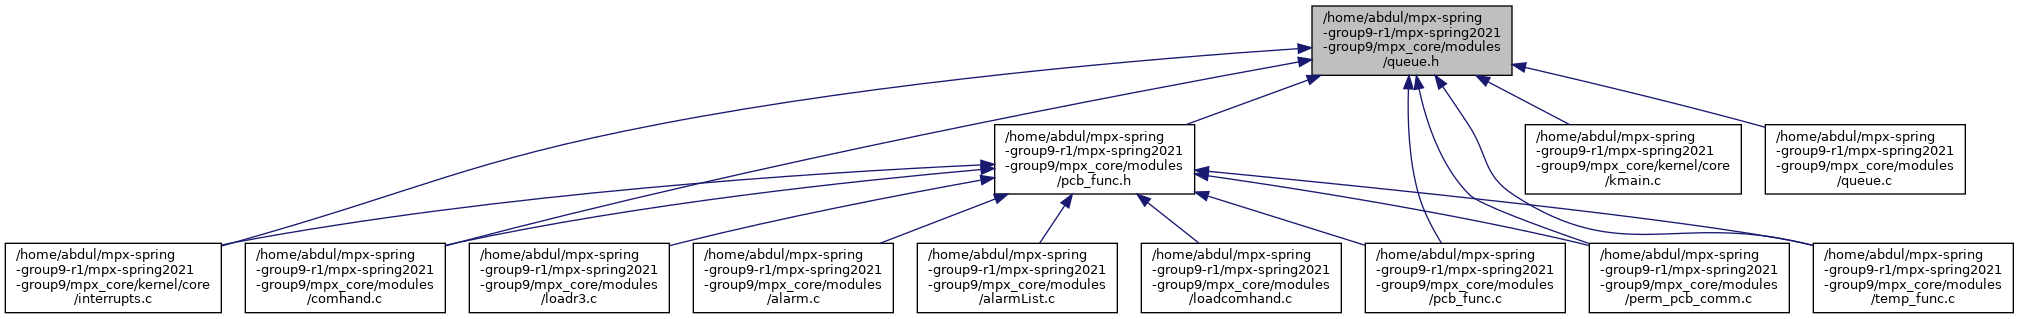 /home/abdul/mpx-spring
-group9-r1/mpx-spring2021
-group9/mpx_core/modules
/queue.h
/home/abdul/mpx-spring
-group9-r1/mpx-spring2021
-group9/mpx_core/modules
/pcb_func.h
/home/abdul/mpx-spring
-group9-r1/mpx-spring2021
-group9/mpx_core/kernel/core
/kmain.c
/home/abdul/mpx-spring
-group9-r1/mpx-spring2021
-group9/mpx_core/modules
/queue.c
/home/abdul/mpx-spring
-group9-r1/mpx-spring2021
-group9/mpx_core/kernel/core
/interrupts.c
/home/abdul/mpx-spring
-group9-r1/mpx-spring2021
-group9/mpx_core/modules
/comhand.c
/home/abdul/mpx-spring
-group9-r1/mpx-spring2021
-group9/mpx_core/modules
/loadr3.c
/home/abdul/mpx-spring
-group9-r1/mpx-spring2021
-group9/mpx_core/modules
/alarm.c
/home/abdul/mpx-spring
-group9-r1/mpx-spring2021
-group9/mpx_core/modules
/alarmList.c
/home/abdul/mpx-spring
-group9-r1/mpx-spring2021
-group9/mpx_core/modules
/loadcomhand.c
/home/abdul/mpx-spring
-group9-r1/mpx-spring2021
-group9/mpx_core/modules
/pcb_func.c
/home/abdul/mpx-spring
-group9-r1/mpx-spring2021
-group9/mpx_core/modules
/perm_pcb_comm.c
/home/abdul/mpx-spring
-group9-r1/mpx-spring2021
-group9/mpx_core/modules
/temp_func.c